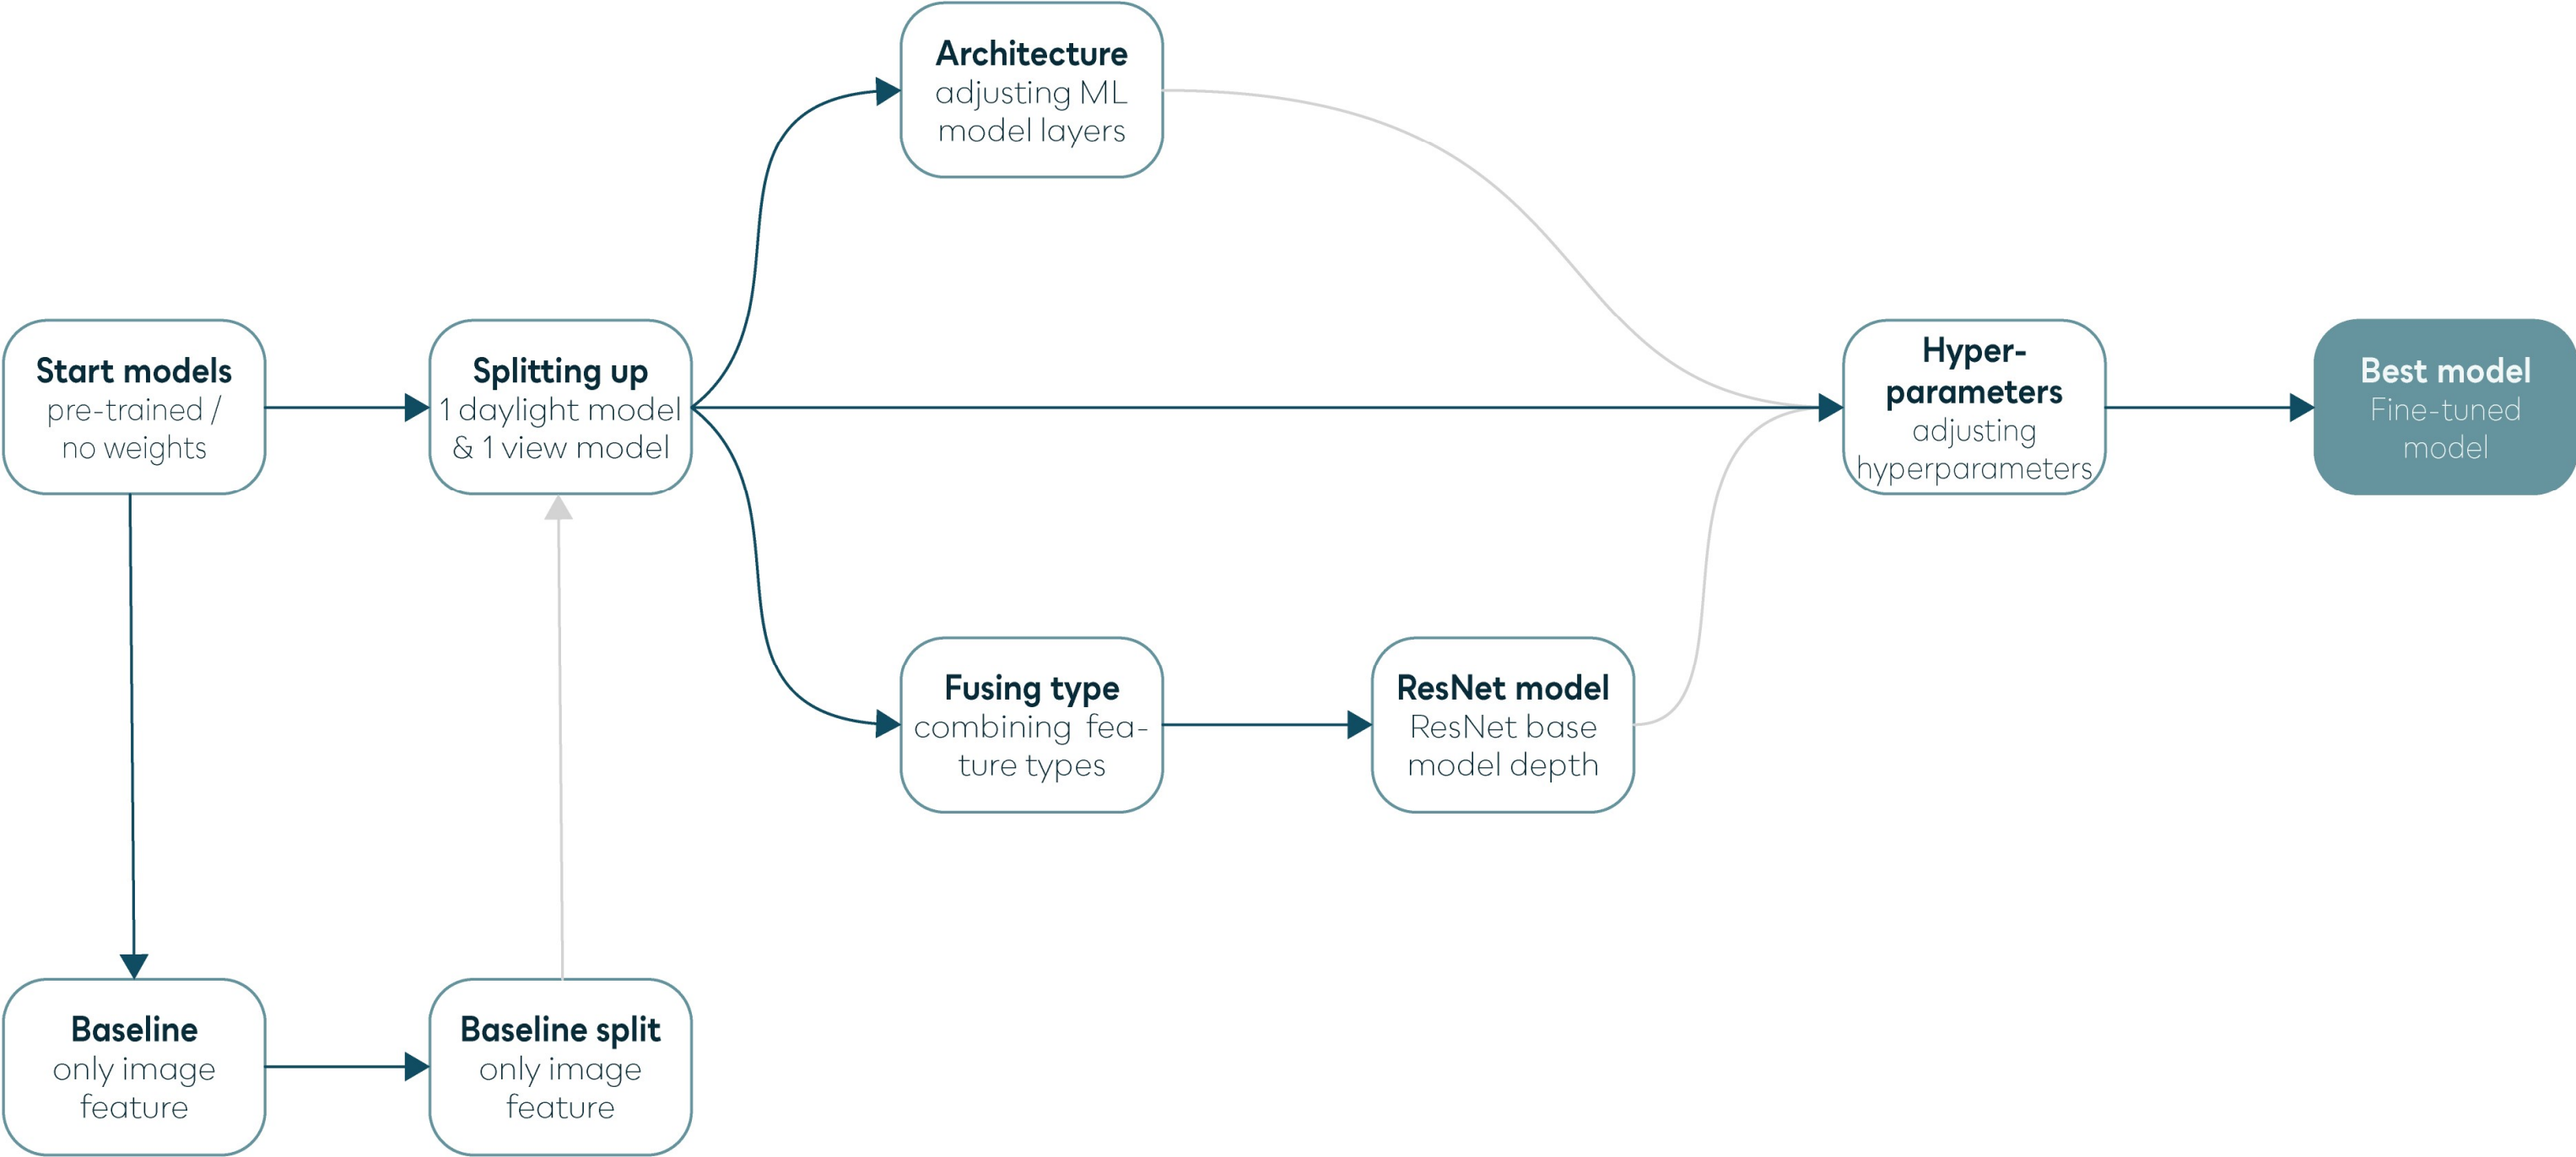 Architecture
adjusting ML
model layers
Start models
pre-trained /
no weights
Splitting up
1 daylight model
& 1 view model
Hyper-
parameters
adjusting
hyperparameters
Best model
Fine-tuned
model
Fusing type
combining fea-
ture types
ResNet model
ResNet base
model depth
Baseline
only image
feature
Baseline split
only image
feature